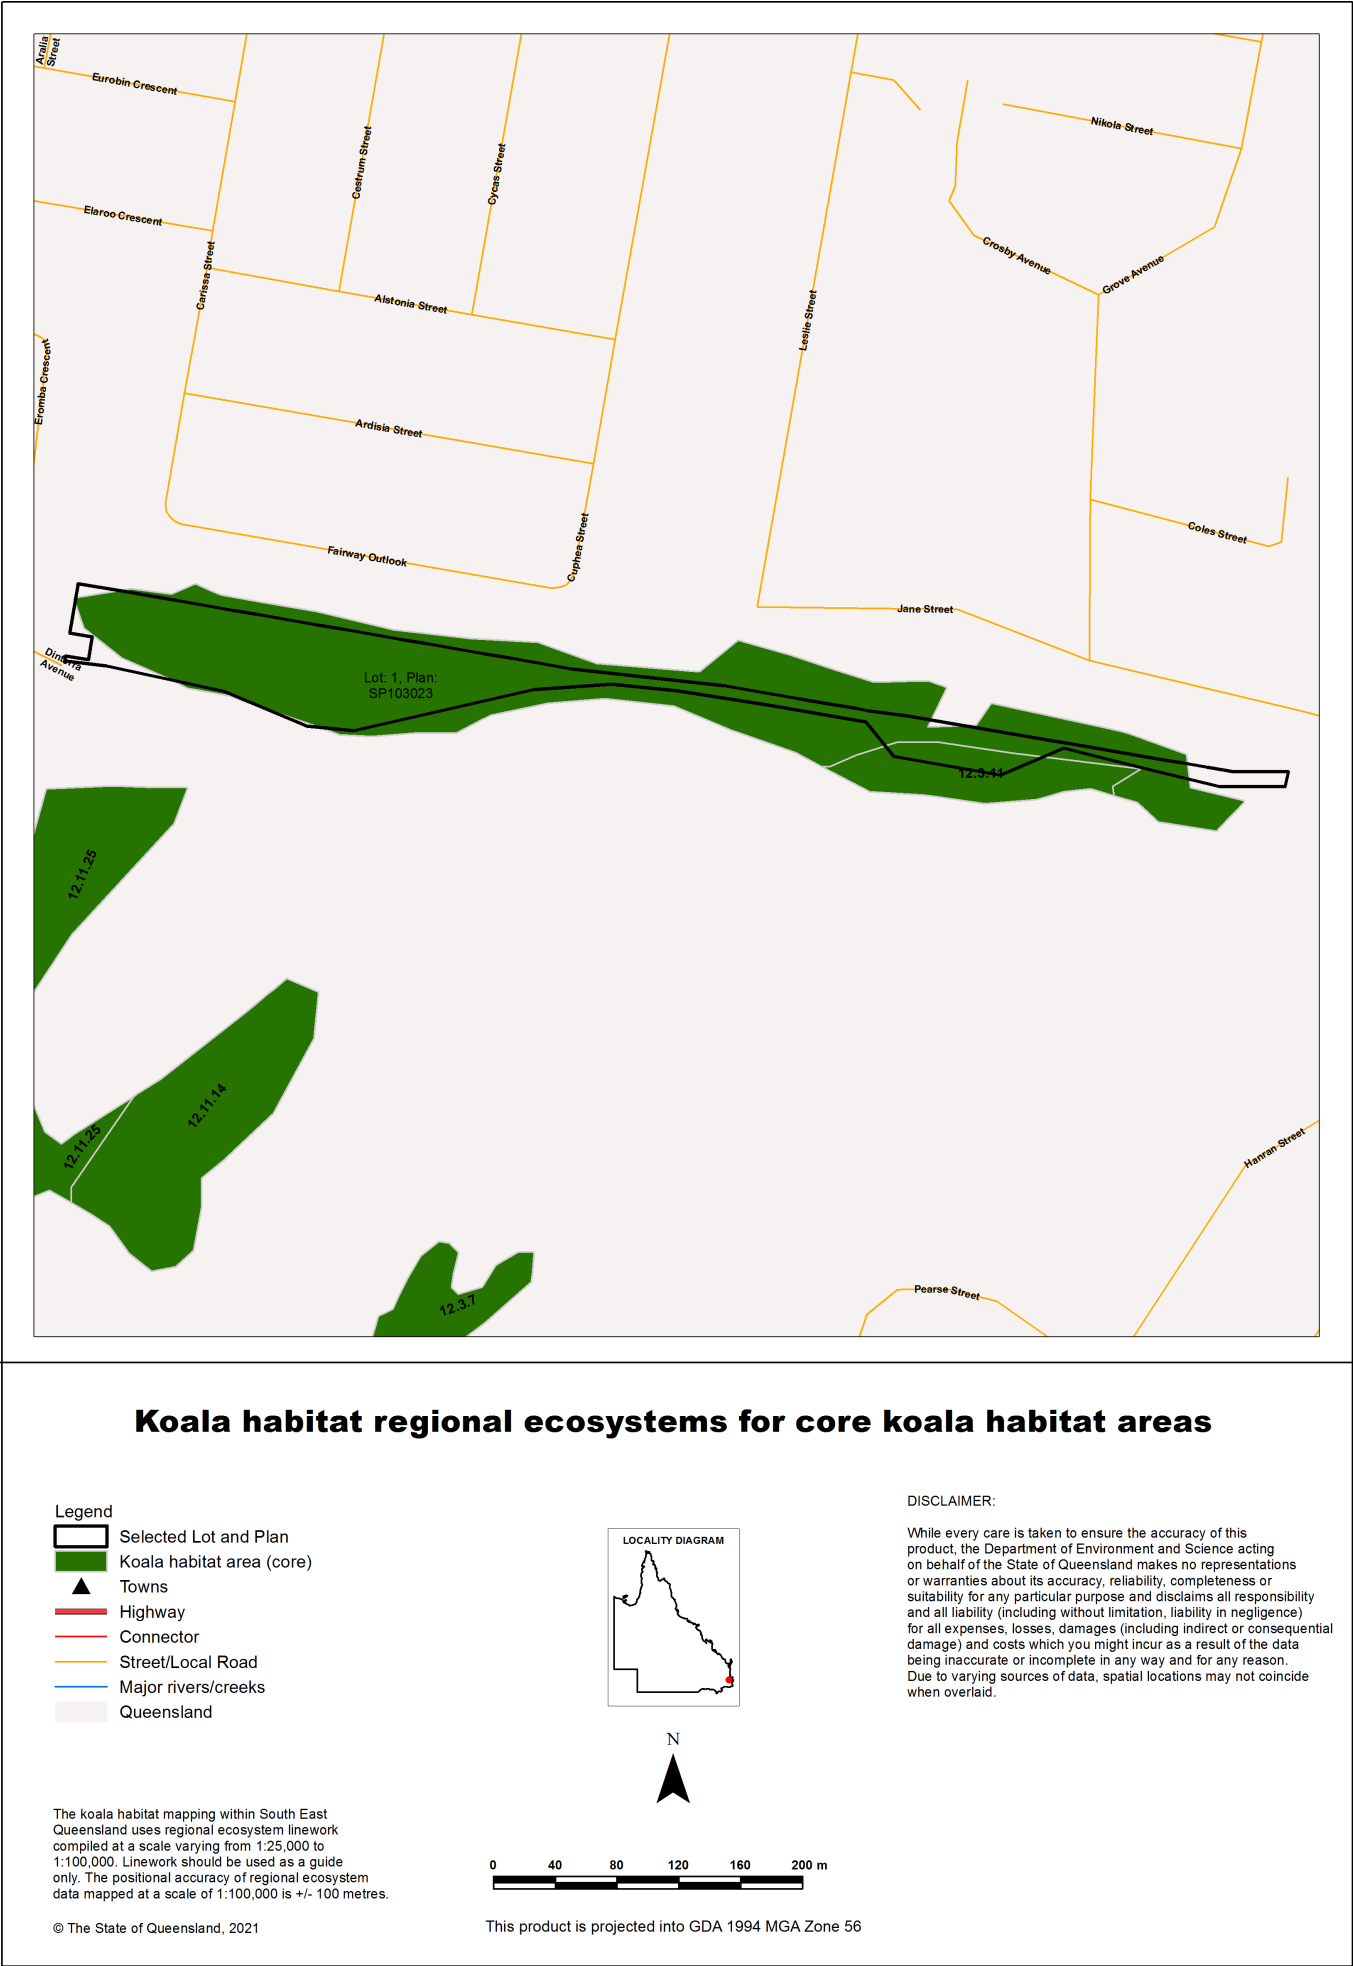 Aralia
Street
Eurobin Crescent
Cestrum Street
Cycas Street
Nikola Street
Elaroo Crescent
Carissa Street
Crosby Avenue
Grove Avenue
Alstonia Street
Leslie Street
Eromba Crescent
Ardisia Street
Coles Street
Cuphea Street
Fairway Outlook
Jane Street
Dinterra
Avenue
Lot: 1, Plan:
SP103023
12.3.11
12.11.25
12.11.14
12.11.25
Hanran Street
Pearse Street
12.3.7
Koala habitat regional ecosystems for core koala habitat areas
Legend
Selected Lot and Plan
Koala habitat area (core)
Towns
Highway
Connector
Street/Local Road
Major rivers/creeks
Queensland
The koala habitat mapping within South East
Queensland uses regional ecosystem linework
compiled at a scale varying from 1:25,000 to
1:100,000. Linework should be used as a guide
only. The positional accuracy of regional ecosystem
data mapped at a scale of 1:100,000 is +/- 100 metres.
© The State of Queensland, 2021
LOCALITY DIAGRAM
N
0 40 80 120 160 200 m
This product is projected into GDA 1994 MGA Zone 56
DISCLAIMER:
While every care is taken to ensure the accuracy of this
product, the Department of Environment and Science acting
on behalf of the State of Queensland makes no representations
or warranties about its accuracy, reliability, completeness or
suitability for any particular purpose and disclaims all responsibility
and all liability (including without limitation, liability in negligence)
for all expenses, losses, damages (including indirect or consequential
damage) and costs which you might incur as a result of the data
being inaccurate or incomplete in any way and for any reason.
Due to varying sources of data, spatial locations may not coincide
when overlaid.